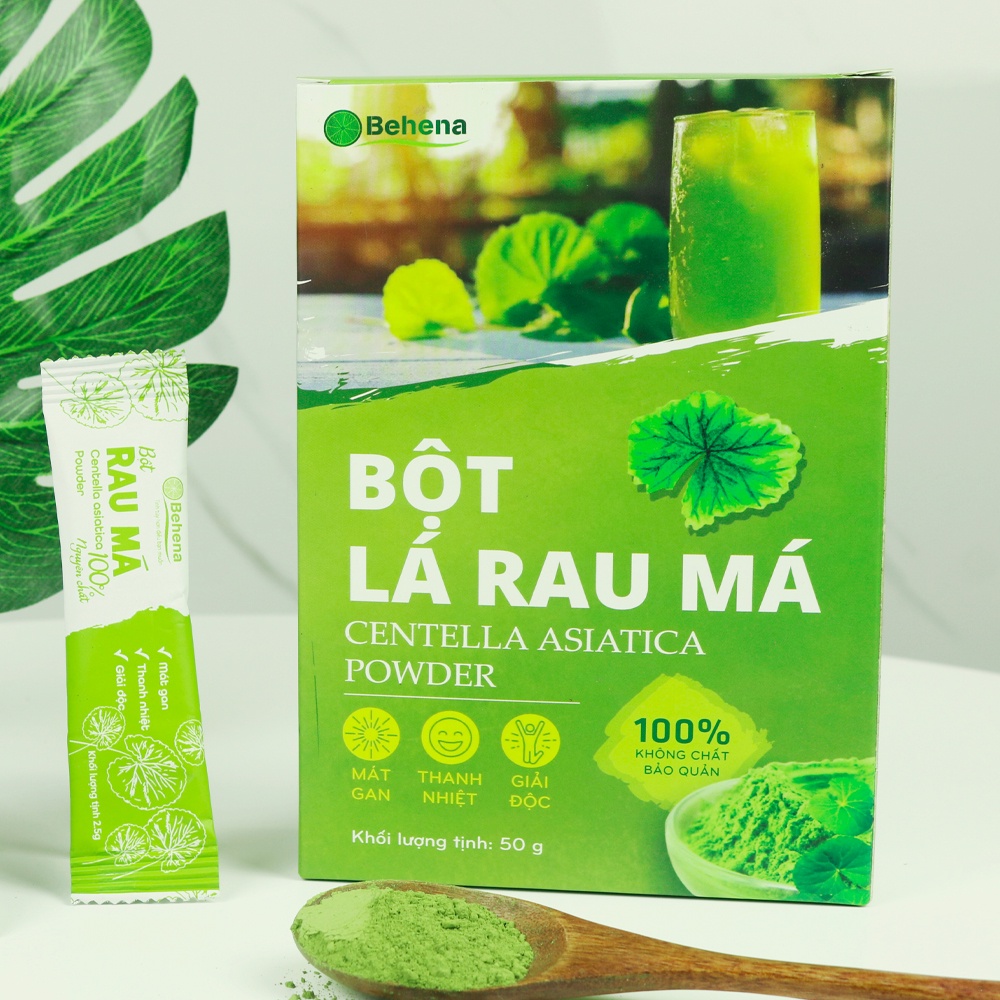 Behena
BỘT
LÁ RAU MÁ
CENTELLA ASIATICA
POWDER
MÁT
GAN
THANH
NHIỆT
GIẢI
ĐỘC
100%
KHÔNG CHẤT
BẢO QUẢN
Khối lượng tịnh: 50 g
Behena
Bột
RAU MÁ
Centella asiatica
Powder
100%
Nguyên chất
✓ Mát gan
✓ Thanh nhiệt
✓ Giải độc
Khối lượng tịnh 2.5g